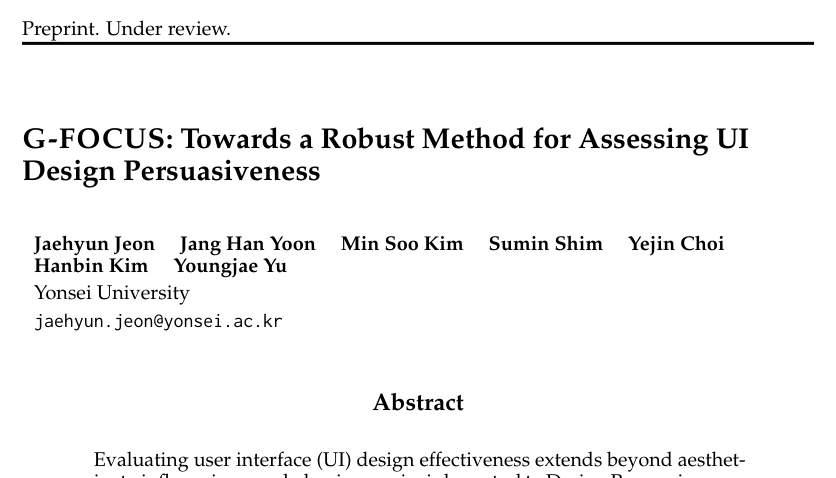 Preprint. Under review.
G-FOCUS: Towards a Robust Method for Assessing UI
Design Persuasiveness
Jaehyun Jeon Jang Han Yoon Min Soo Kim Sumin Shim Yejin Choi
Hanbin Kim Youngjae Yu
Yonsei University
jaehyun.jeon@yonsei.ac.kr
Abstract
Evaluating user interface (UI) design effectiveness extends beyond aesthet-